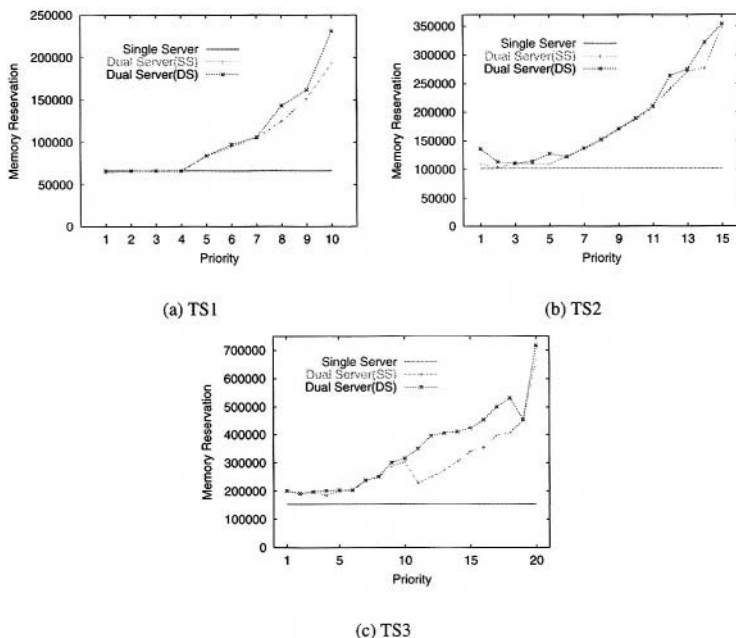 250000
200000
150000
100000
50000
0
Memory Reservation
Single Server
Dual Server(SS)
Dual Server(DS)
1 2 3 4 5 6 7 8 9 10
Priority
(a) TS1
350000
300000
250000
200000
150000
100000
50000
0
Memory Reservation
Single Server
Dual Server(SS)
Dual Server(DS)
1 3 5 7 9 11 13 15
Priority
(b) TS2
700000
600000
500000
400000
300000
200000
100000
0
Memory Reservation
Single Server
Dual Server(SS)
Dual Server(DS)
1 5 10 15 20
Priority
(c) TS3